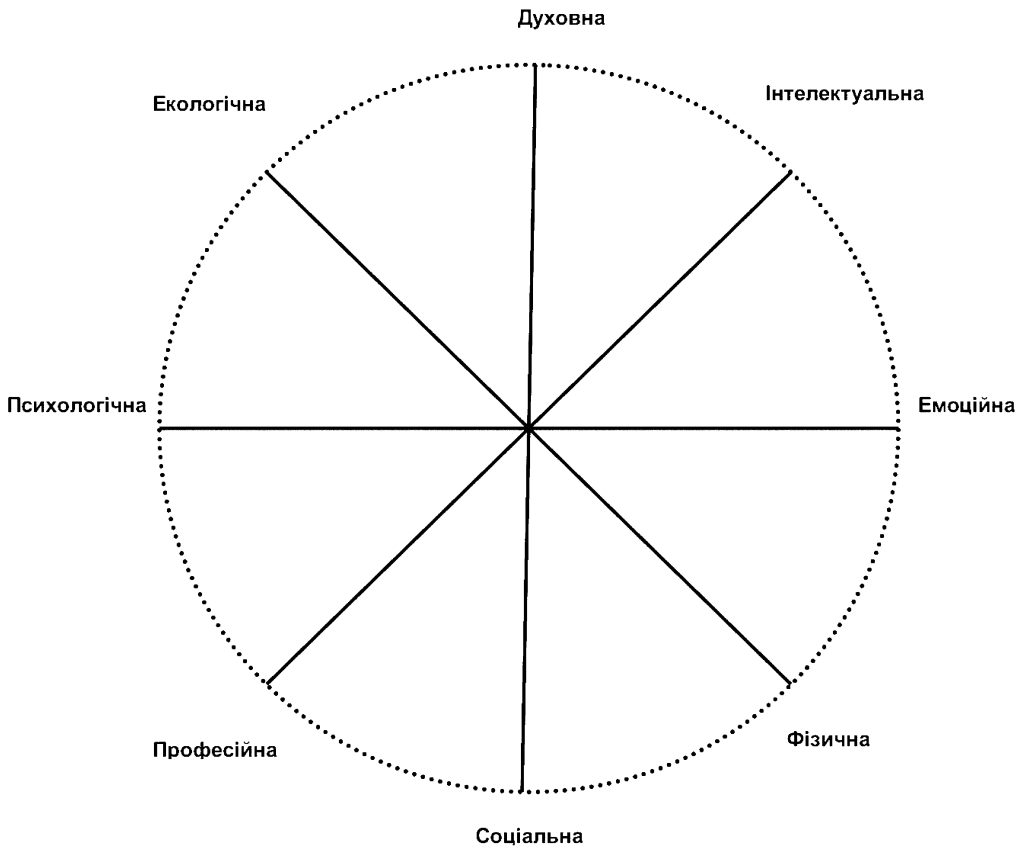 Духовна
Інтелектуальна
Екологічна
Психологічна
Емоційна
Фізична
Професійна
Соціальна